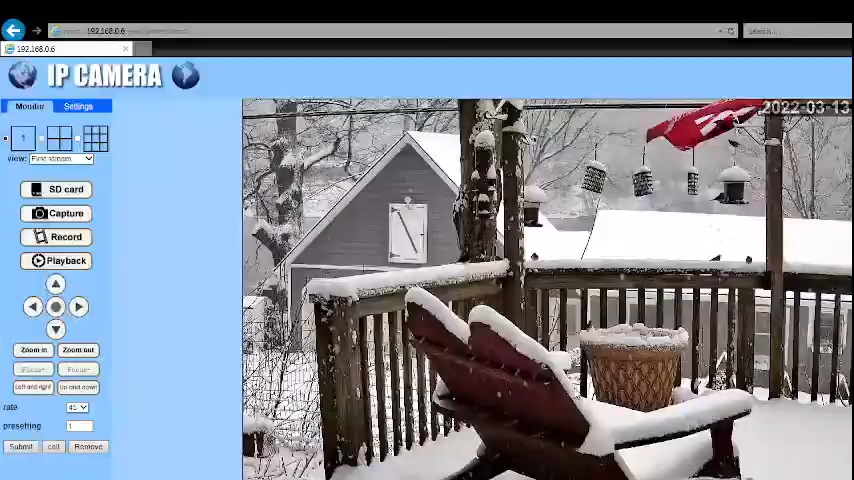 192.168.0.6
192.168.0.6
IP CAMERA
Monitor Settings
1
view: First stream
SD card
Capture
Record
Playback
Zoom in Zoom out
Focus- Focus+
Left and right Up and down
rate 45
presetting 1
Submit call Remove
2022-03-13